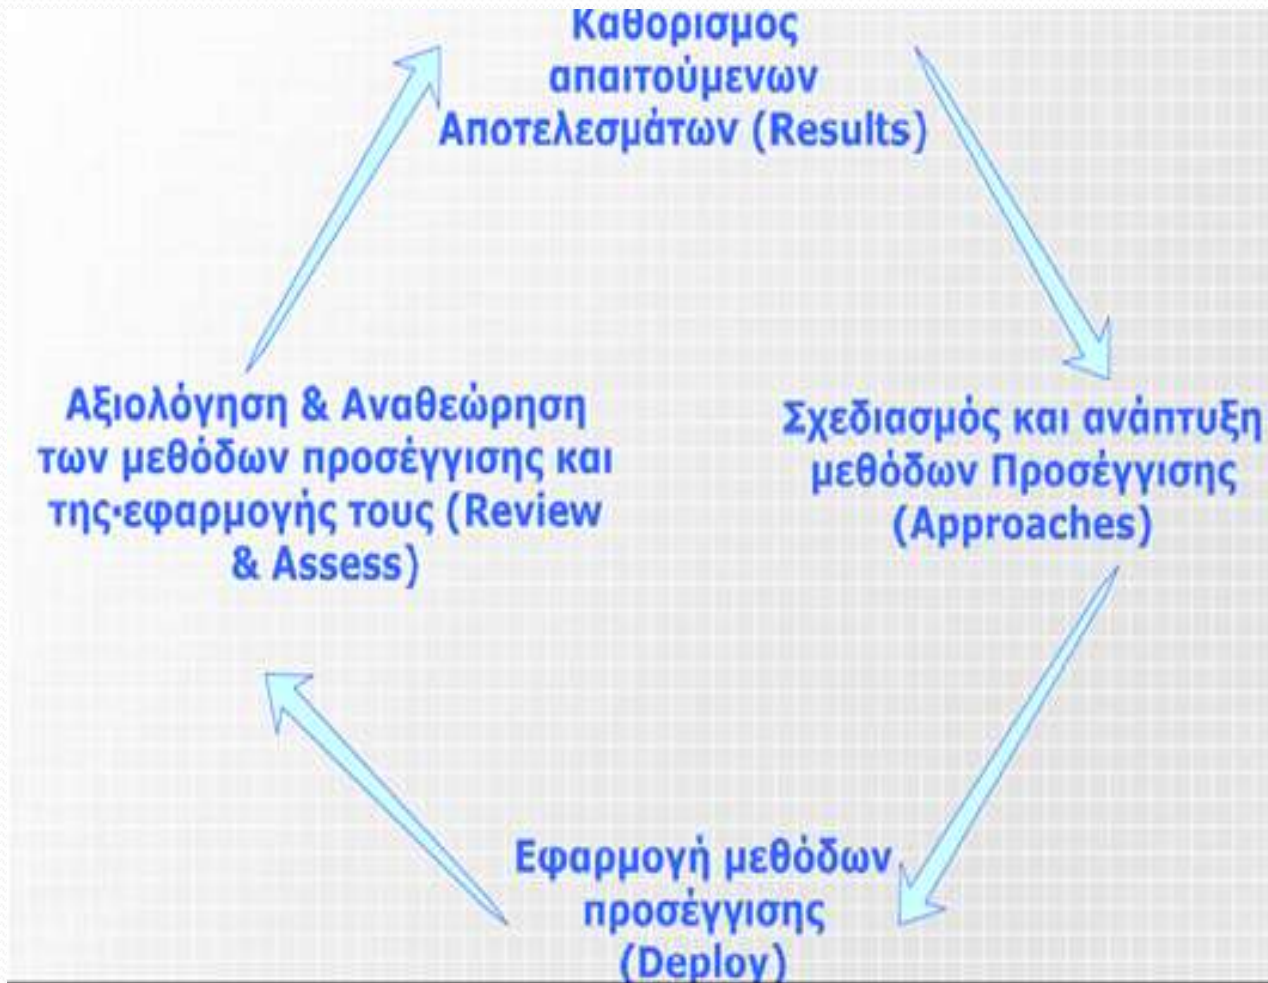 Καθορισμός
απαιτούμενων
Αποτελεσμάτων (Results)
Σχεδιασμός και ανάπτυξη
μεθόδων Προσέγγισης
(Approaches)
Εφαρμογή μεθόδων
προσέγγισης
(Deploy)
Αξιολόγηση & Αναθεώρηση
των μεθόδων προσέγγισης και
της·εφαρμογής τους (Review
& Assess)